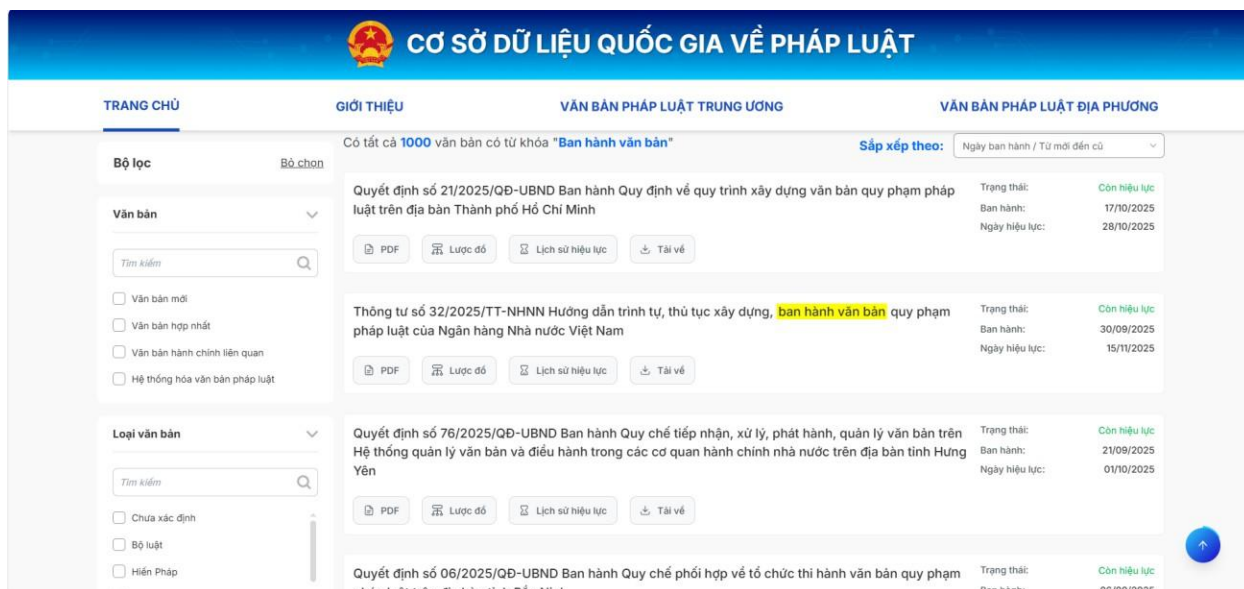 CƠ SỞ DỮ LIỆU QUỐC GIA VỀ PHÁP LUẬT
TRANG CHỦ
GIỚI THIỆU
VĂN BẢN PHÁP LUẬT TRUNG ƯƠNG
VĂN BẢN PHÁP LUẬT ĐỊA PHƯƠNG
Bộ lọc
Bỏ chọn
Văn bản
Tìm kiếm
Văn bản mới
Văn bản hợp nhất
Văn bản hành chính liên quan
Hệ thống hóa văn bản pháp luật
Loại văn bản
Tìm kiếm
Chưa xác định
Bộ luật
Hiến Pháp
Có tất cả 1000 văn bản có từ khóa "Ban hành văn bản"
Sắp xếp theo:
Ngày ban hành / Từ mới đến cũ
Quyết định số 21/2025/QĐ-UBND Ban hành Quy định về quy trình xây dựng văn bản quy phạm pháp
luật trên địa bàn Thành phố Hồ Chí Minh
PDF
Lược đồ
Lịch sử hiệu lực
Tải về
Trạng thái:
Còn hiệu lực
Ban hành:
17/10/2025
Ngày hiệu lực:
28/10/2025
Thông tư số 32/2025/TT-NHNN Hướng dẫn trình tự, thủ tục xây dựng, ban hành văn bản quy phạm
pháp luật của Ngân hàng Nhà nước Việt Nam
PDF
Lược đồ
Lịch sử hiệu lực
Tải về
Trạng thái:
Còn hiệu lực
Ban hành:
30/09/2025
Ngày hiệu lực:
15/11/2025
Quyết định số 76/2025/QĐ-UBND Ban hành Quy chế tiếp nhận, xử lý, phát hành, quản lý văn bản trên
Hệ thống quản lý văn bản và điều hành trong các cơ quan hành chính nhà nước trên địa bàn tỉnh Hưng
Yên
PDF
Lược đồ
Lịch sử hiệu lực
Tải về
Trạng thái:
Còn hiệu lực
Ban hành:
21/09/2025
Ngày hiệu lực:
01/10/2025
Quyết định số 06/2025/QĐ-UBND Ban hành Quy chế phối hợp về tổ chức thi hành văn bản quy phạm
Trạng thái:
Còn hiệu lực